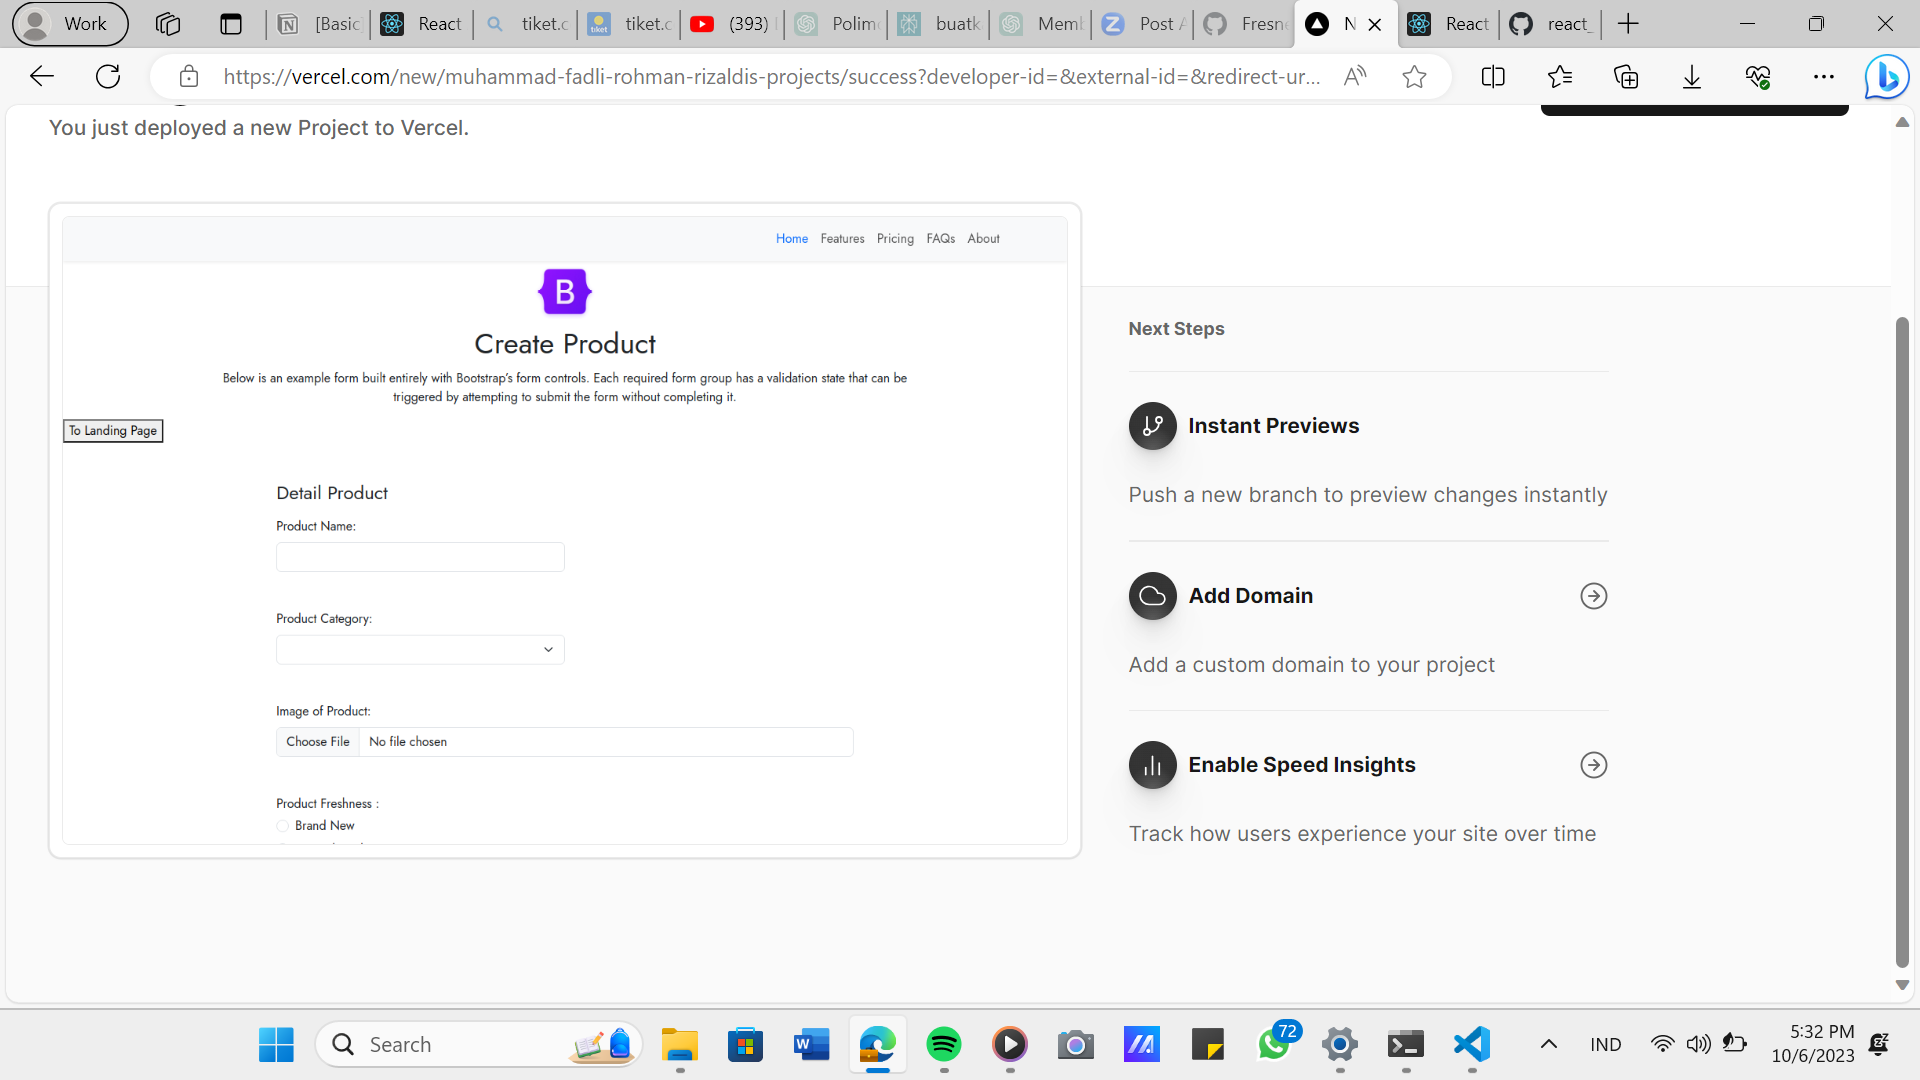 Work
[Basic
React
tiket.c
tiket.c
(393)
Polim
buatk
Memb
Post A
Fresne
N
React
react_
https://vercel.com/new/muhammad-fadli-rohman-rizaldis-projects/success?developer-id=&external-id=&redirect-ur...
You just deployed a new Project to Vercel.
Home Features Pricing FAQs About
B
Create Product
Below is an example form built entirely with Bootstrap's form controls. Each required form group has a validation state that can be
triggered by attempting to submit the form without completing it.
To Landing Page
Detail Product
Product Name:
Product Category:
Image of Product:
Choose File No file chosen
Product Freshness :
Brand New
Next Steps
Instant Previews
Push a new branch to preview changes instantly
Add Domain
Add a custom domain to your project
Enable Speed Insights
Track how users experience your site over time
Search
72
IND
5:32 PM
10/6/2023